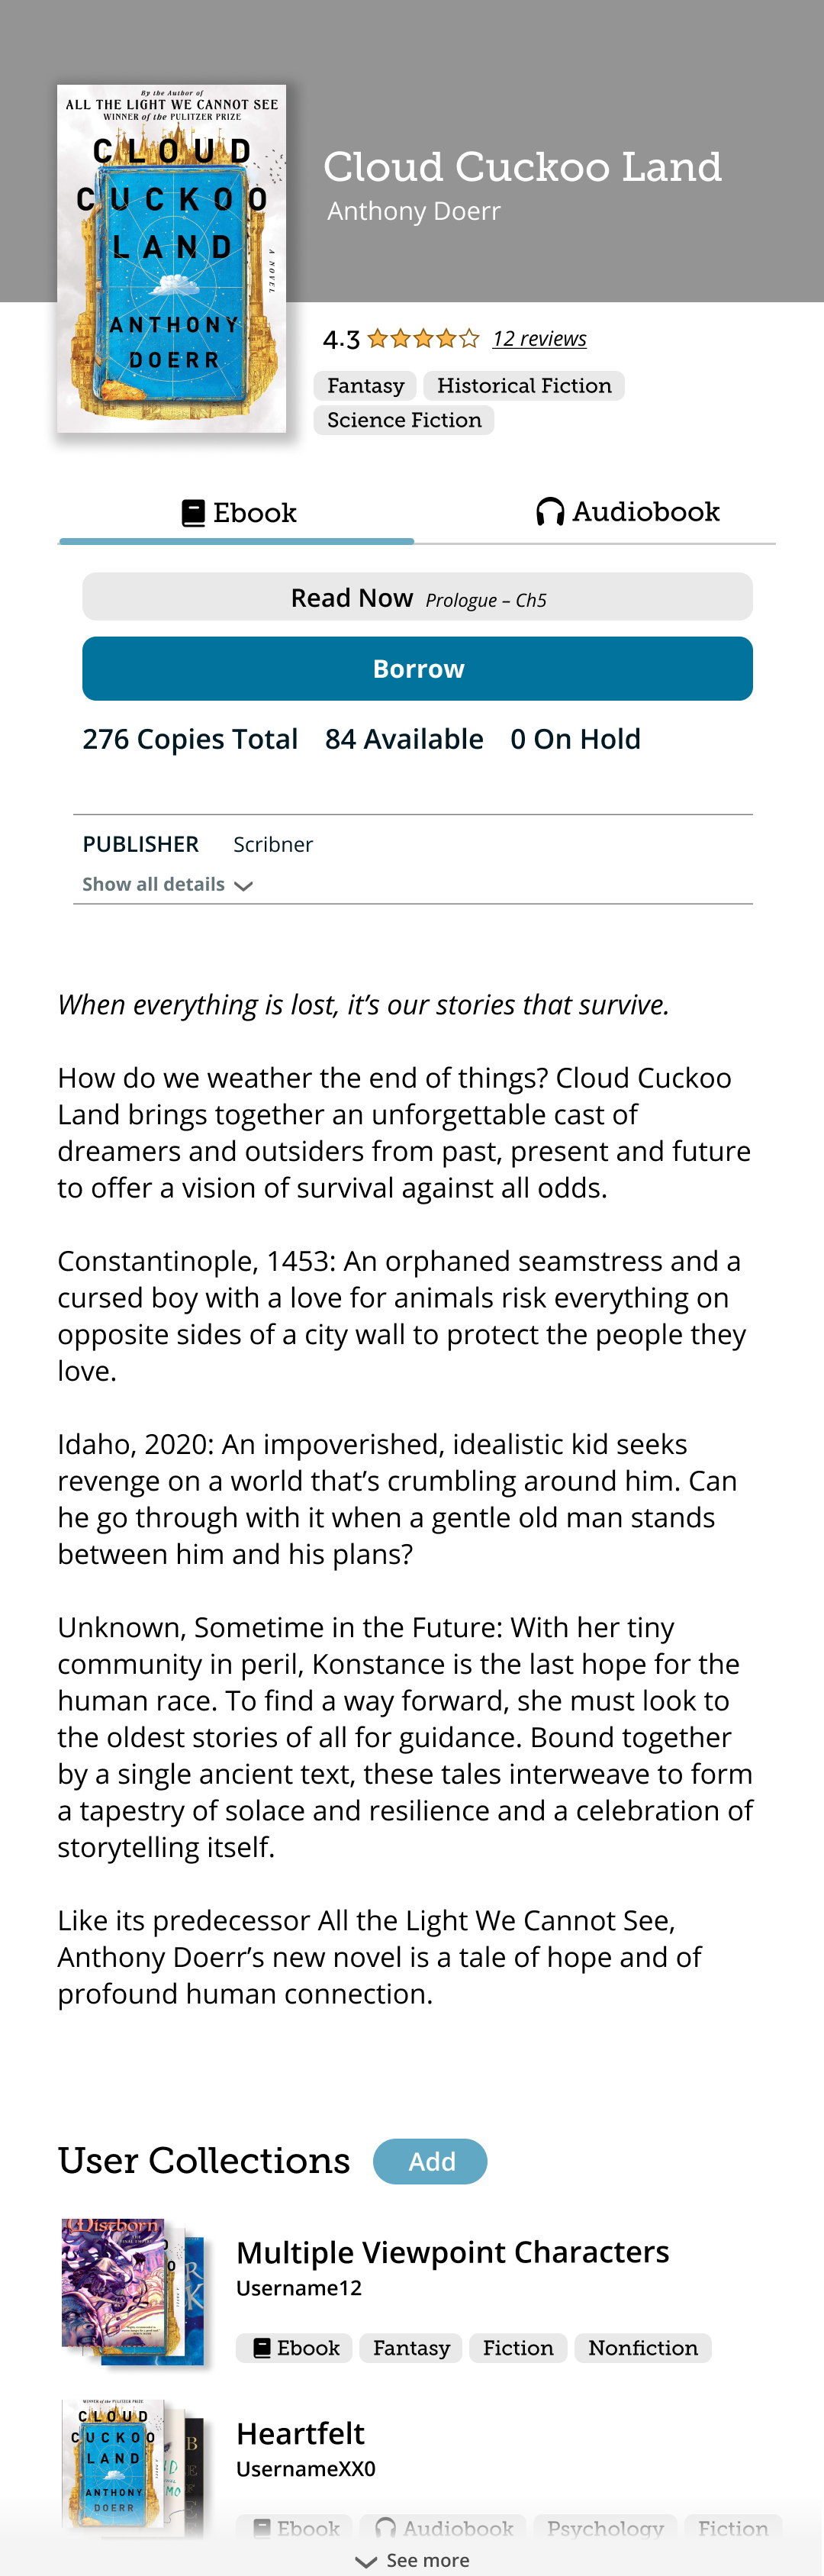 By the Author of
ALL THE LIGHT WE CANNOT SEE
WINNER of the PULITZER PRIZE
CLOUD
CUCKOO
LAND
A NOVEL
ANTHONY
DOERR
Cloud Cuckoo Land
Anthony Doerr
4.3 12 reviews
Fantasy Historical Fiction
Science Fiction
Ebook Audiobook
Read Now Prologue – Ch5
Borrow
276 Copies Total 84 Available 0 On Hold
PUBLISHER Scribner
Show all details
When everything is lost, it’s our stories that survive.
How do we weather the end of things? Cloud Cuckoo
Land brings together an unforgettable cast of
dreamers and outsiders from past, present and future
to offer a vision of survival against all odds.
Constantinople, 1453: An orphaned seamstress and a
cursed boy with a love for animals risk everything on
opposite sides of a city wall to protect the people they
love.
Idaho, 2020: An impoverished, idealistic kid seeks
revenge on a world that’s crumbling around him. Can
he go through with it when a gentle old man stands
between him and his plans?
Unknown, Sometime in the Future: With her tiny
community in peril, Konstance is the last hope for the
human race. To find a way forward, she must look to
the oldest stories of all for guidance. Bound together
by a single ancient text, these tales interweave to form
a tapestry of solace and resilience and a celebration of
storytelling itself.
Like its predecessor All the Light We Cannot See,
Anthony Doerr’s new novel is a tale of hope and of
profound human connection.
User Collections Add
Mistborn
Multiple Viewpoint Characters
Username12
Ebook Fantasy Fiction Nonfiction
WINNER of the PULITZER PRIZE
CLOUD
CUCKOO
LAND
ANTHONY
DOERR
Heartfelt
UsernameXX0
Ebook Audiobook Psychology Fiction
See more